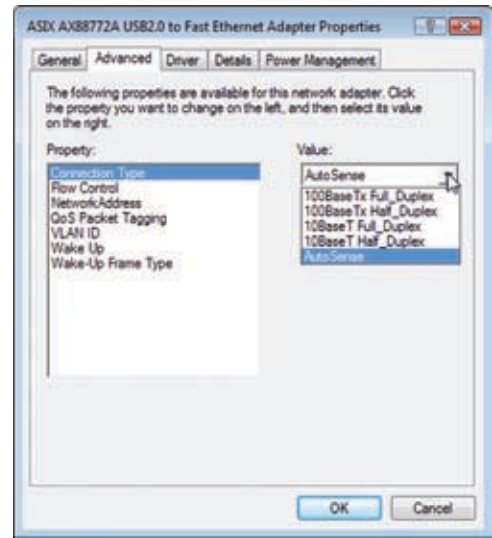 ASIX AX88772A USB2.0 to Fast Ethernet Adapter Properties
General Advanced Driver Details Power Management
The following properties are available for this network adapter. Click
the property you want to change on the left, and then select its value
on the right.
Property:
Connection Type
Flow Control
NetworkAddress
QoS Packet Tagging
VLAN ID
Wake Up
Wake-Up Frame Type
Value:
AutoSense
100BaseTx Full_Duplex
100BaseTx Half_Duplex
10BaseT Full_Duplex
10BaseT Half_Duplex
AutoSense
OK Cancel